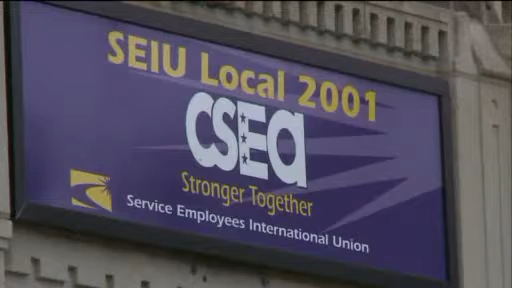 SEIU Local 2001
CSEA
Stronger Together
Service Employees International Union